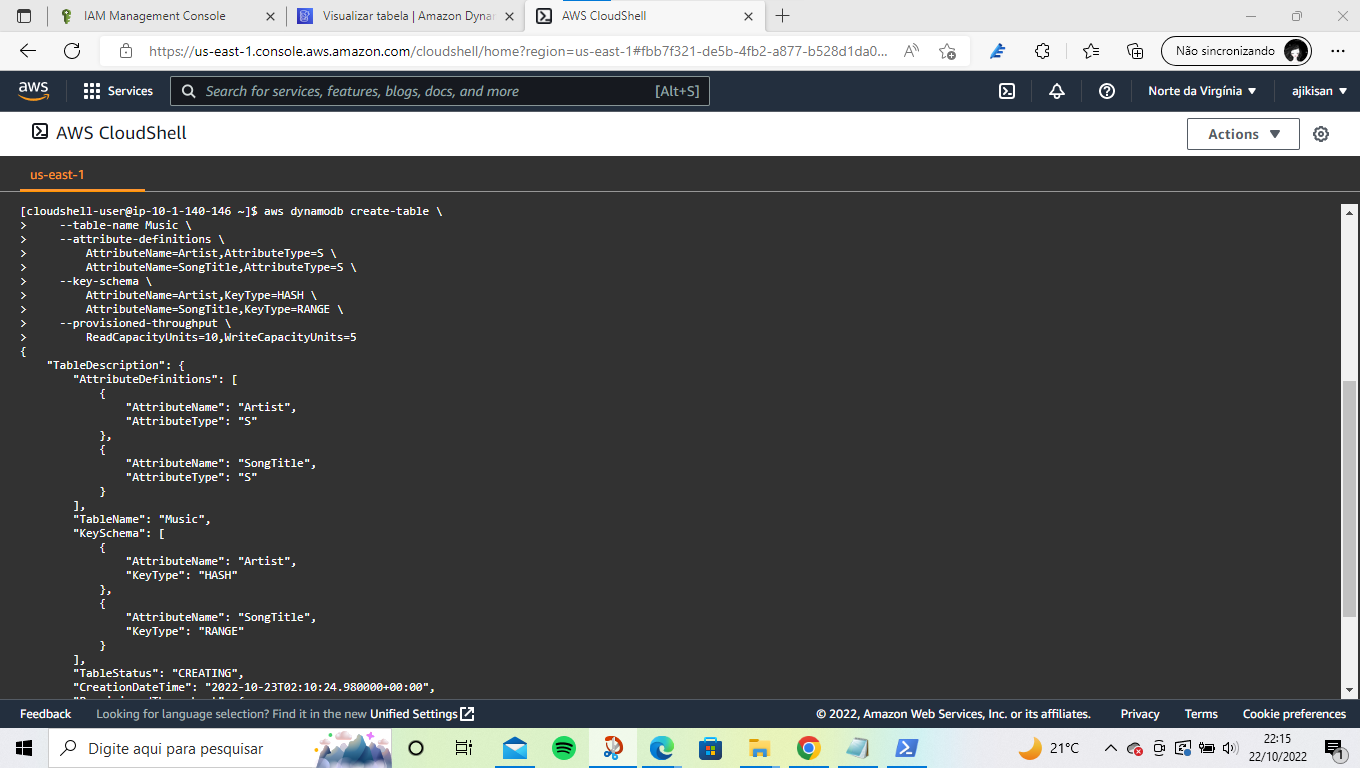 IAM Management Console
Visualizar tabela | Amazon Dyna
AWS CloudShell
https://us-east-1.console.aws.amazon.com/cloudshell/home?region=us-east-1#fbb7f321-de5b-4fb2-a877-b528d1da0...
Não sincronizando
aws
Services
Search for services, features, blogs, docs, and more
[Alt+S]
Norte da Virgínia
ajikisan
AWS CloudShell
Actions
us-east-1
[cloudshell-user@ip-10-1-140-146 ~]$ aws dynamodb create-table \
>     --table-name Music \
>     --attribute-definitions \
>         AttributeName=Artist,AttributeType=S \
>         AttributeName=SongTitle,AttributeType=S \
>     --key-schema \
>         AttributeName=Artist,KeyType=HASH \
>         AttributeName=SongTitle,KeyType=RANGE \
>     --provisioned-throughput \
>         ReadCapacityUnits=10,WriteCapacityUnits=5
{
    "TableDescription": {
        "AttributeDefinitions": [
            {
                "AttributeName": "Artist",
                "AttributeType": "S"
            },
            {
                "AttributeName": "SongTitle",
                "AttributeType": "S"
            }
        ],
        "TableName": "Music",
        "KeySchema": [
            {
                "AttributeName": "Artist",
                "KeyType": "HASH"
            },
            {
                "AttributeName": "SongTitle",
                "KeyType": "RANGE"
            }
        ],
        "TableStatus": "CREATING",
        "CreationDateTime": "2022-10-23T02:10:24.980000+00:00",
Feedback
Looking for language selection? Find it in the new Unified Settings
© 2022, Amazon Web Services, Inc. or its affiliates.
Privacy
Terms
Cookie preferences
Digite aqui para pesquisar
21°C
22:15
22/10/2022
1